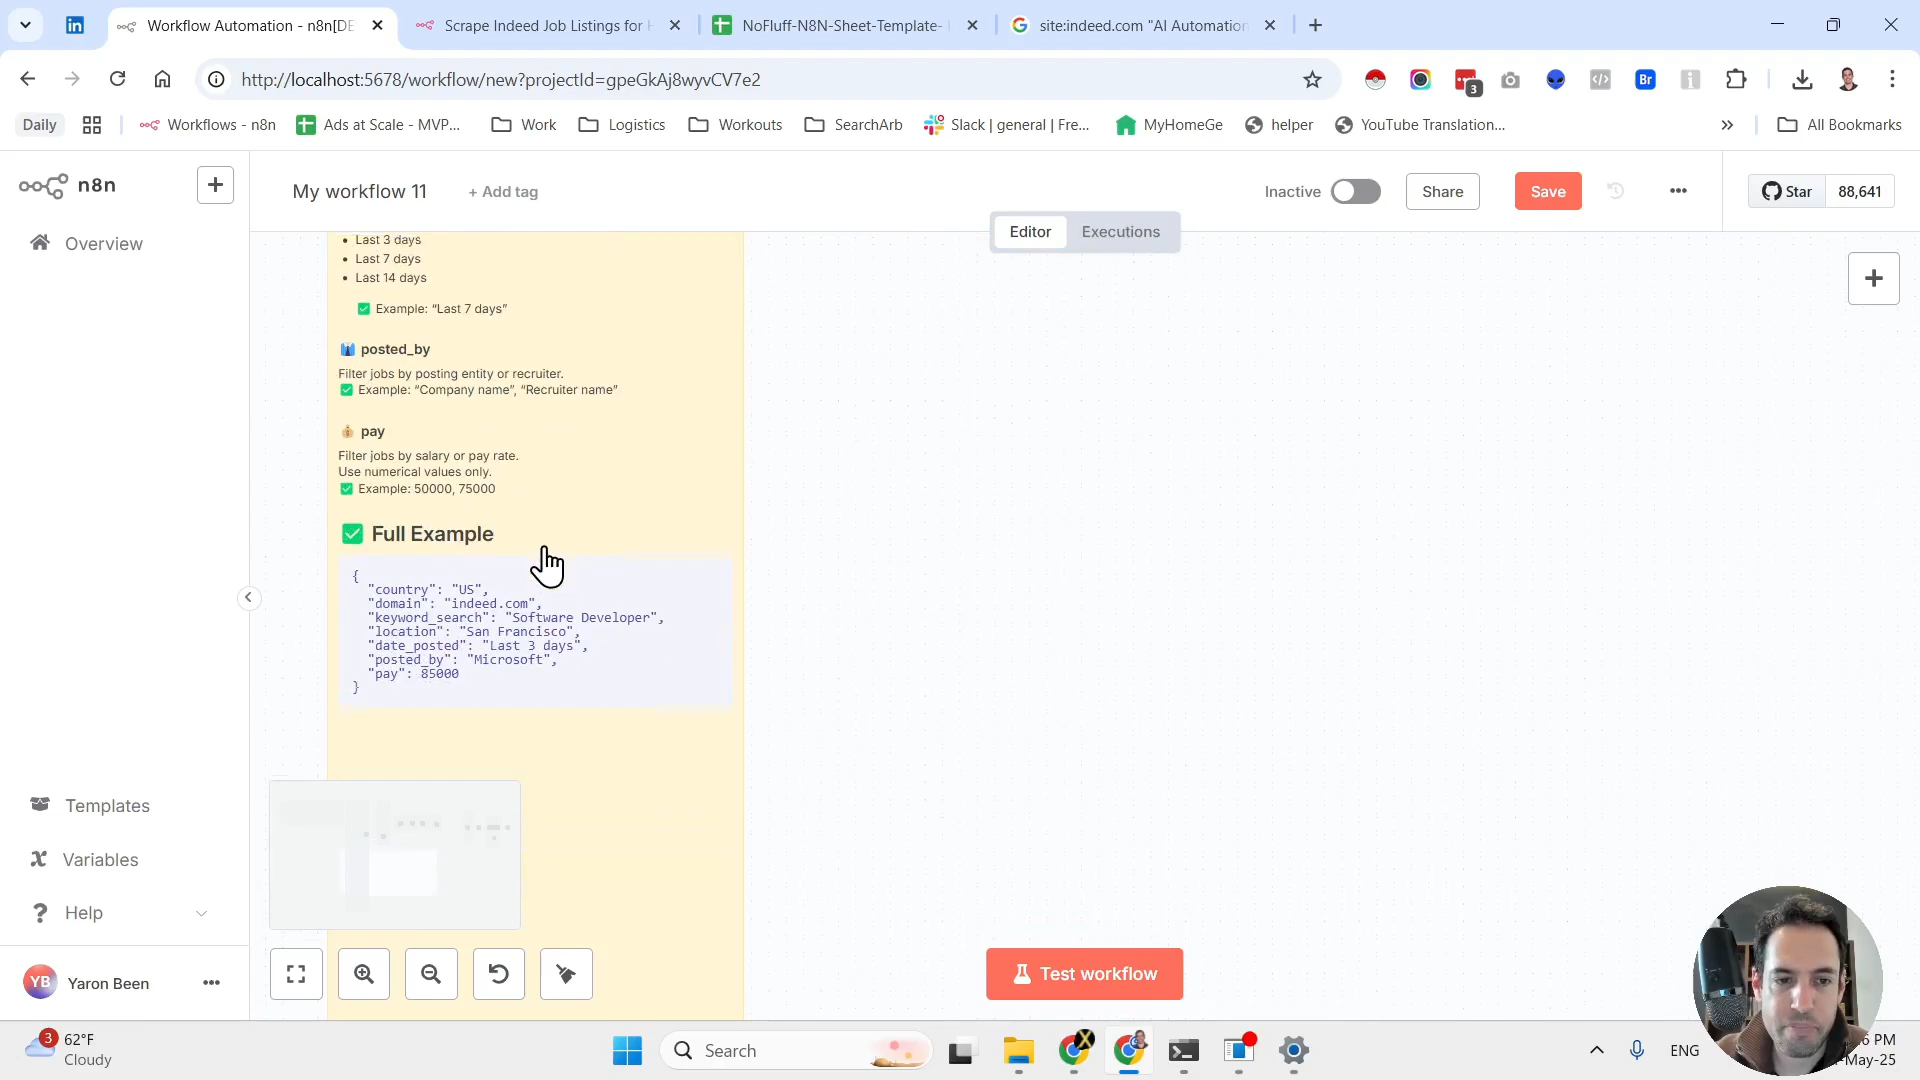 Workflow Automation - n8n[DE
Scrape Indeed Job Listings for
NoFluff-N8N-Sheet-Template-
site:indeed.com "AI Automation
http://localhost:5678/workflow/new?projectId=gpeGkAj8wyvCV7e2
3
Br
Daily
Workflows - n8n
Ads at Scale - MVP...
Work
Logistics
Workouts
SearchArb
Slack | general | Fre...
MyHomeGe
helper
YouTube Translation...
All Bookmarks
n8n
My workflow 11
+ Add tag
Inactive
Share
Save
Star
88,641
Editor
Executions
Overview
Last 3 days
Last 7 days
Last 14 days
Example: “Last 7 days”
posted_by
Filter jobs by posting entity or recruiter.
Example: “Company name”, “Recruiter name”
pay
Filter jobs by salary or pay rate.
Use numerical values only.
Example: 50000, 75000
Full Example
{
"country": "US",
"domain": "indeed.com",
"keyword_search": "Software Developer",
"location": "San Francisco",
"date_posted": "Last 3 days",
"posted_by": "Microsoft",
"pay": 85000
}
Templates
Variables
Help
YB
Yaron Been
Test workflow
3
62°F
Cloudy
Search
ENG
PM
May-25